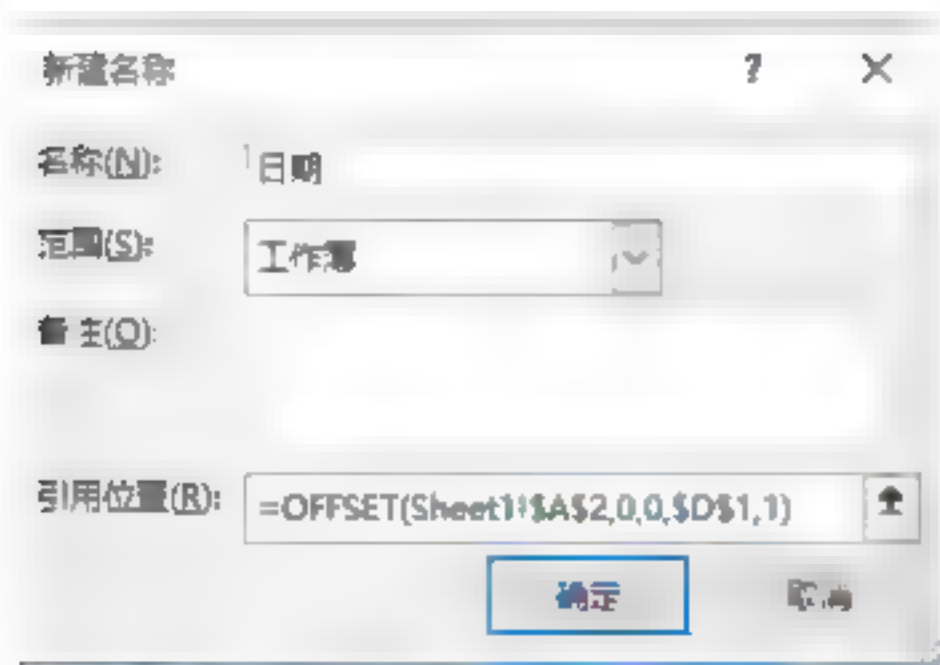 新建名称 ? ×
名称(N): 日期
范围(S): 工作簿
备注(O):
引用位置(R): =OFFSET(Sheet1!$A$2,0,0,$D$1,1)
确定 取消